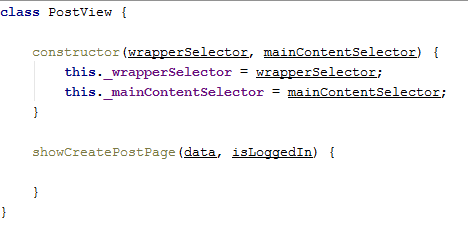 class PostView {
constructor(wrapperSelector, mainContentSelector) {
this._wrapperSelector = wrapperSelector;
this._mainContentSelector = mainContentSelector;
}
showCreatePostPage(data, isLoggedIn) {
}
}